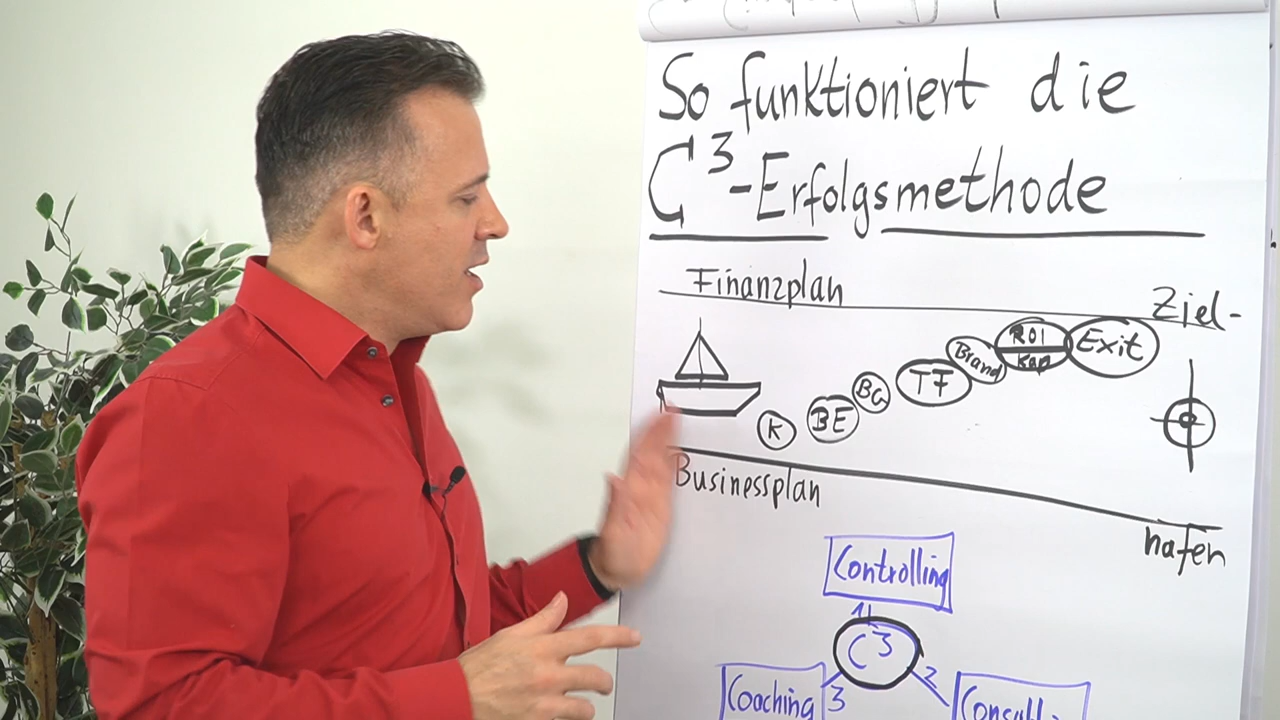 So funktioniert die
C³-Erfolgsmethode
Finanzplan
Ziel-
ROI
Kap
Exit
Brand
TF
BG
BE
K
Businessplan
hafen
Controlling
1
C³
2
3
Coaching
Consult-